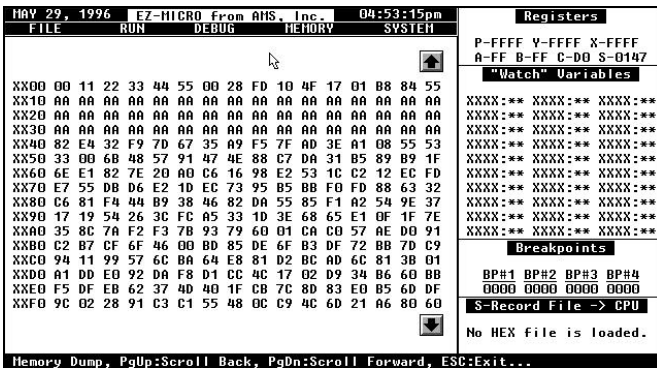 MAY 29, 1996 EZ-MICRO from AMS, Inc. 04:53:15pm
FILE RUN DEBUG MEMORY SYSTEM
XX00 00 11 22 33 44 55 00 28 FD 10 4F 17 01 B8 84 55
XX10 AA AA AA AA AA AA AA AA AA AA AA AA AA AA AA AA
XX20 AA AA AA AA AA AA AA AA AA AA AA AA AA AA AA AA
XX30 AA AA AA AA AA AA AA AA AA AA AA AA AA AA AA AA
XX40 82 E4 32 F9 7D 67 35 A9 F5 7F AD 3E A1 08 55 53
XX50 33 00 6B 48 57 91 47 4E 88 C7 DA 31 B5 89 B9 1F
XX60 6E E1 82 7E 20 A0 C6 16 98 E2 53 1C C2 12 EC FD
XX70 E7 55 DB D6 E2 1D EC 73 95 B5 BB F0 FD 88 63 32
XX80 C6 81 F4 44 B9 38 46 82 DA 55 85 F1 A2 54 9E 37
XX90 17 19 54 26 3C FC A5 33 1D 3E 68 65 E1 0F 1F 7E
XXA0 35 8C 7A F2 F3 7B 93 79 60 01 CA C0 57 AE D0 91
XXB0 C2 B7 CF 6F 46 00 BD 85 DE 6F B3 DF 72 BB 7D C9
XXC0 94 11 99 57 6C BA 64 E8 81 D2 BC AD 6C 81 3B 01
XXD0 A1 DD E0 92 DA F8 D1 CC 4C 17 02 D9 34 B6 60 BB
XXE0 F5 DF EB 62 37 4D 40 1F CB 7C 8D 83 E0 B5 6D DF
XXF0 9C 02 28 91 C3 C1 55 48 0C C9 4C 6D 21 A6 80 60
Memory Dump, PgUp:Scroll Back, PgDn:Scroll Forward, ESC:Exit...
Registers
P-FFFF Y-FFFF X-FFFF
A-FF B-FF C-D0 S-0147
"Watch" Variables
XXXX:** XXXX:** XXXX:**
XXXX:** XXXX:** XXXX:**
XXXX:** XXXX:** XXXX:**
XXXX:** XXXX:** XXXX:**
XXXX:** XXXX:** XXXX:**
XXXX:** XXXX:** XXXX:**
XXXX:** XXXX:** XXXX:**
XXXX:** XXXX:** XXXX:**
XXXX:** XXXX:** XXXX:**
XXXX:** XXXX:** XXXX:**
Breakpoints
BP#1 BP#2 BP#3 BP#4
0000 0000 0000 0000
S-Record File -> CPU
No HEX file is loaded.